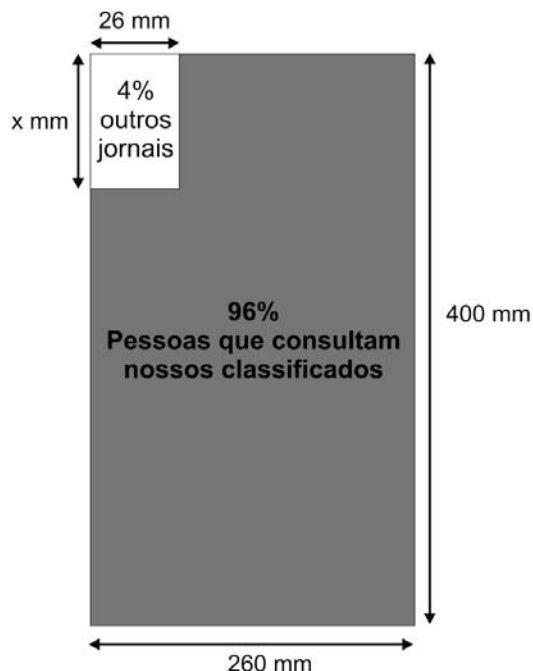 26 mm
x mm
4%
outros
jornais
96%
Pessoas que consultam
nossos classificados
400 mm
260 mm